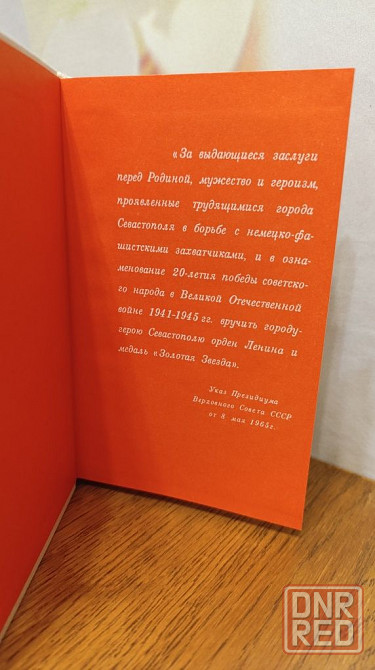 «За выдающиеся заслуги
перед Родиной, мужество и героизм,
проявленные трудящимися города
Севастополя в борьбе с немецко-фа-
шистскими захватчиками, и в озна-
менование 20-летия победы советско-
го народа в Великой Отечественной
войне 1941-1945 гг. вручить городу-
герою Севастополю орден Ленина и
медаль «Золотая Звезда».
Указ Президиума
Верховного Совета СССР
от 8 мая 1965г.
DNR
RED